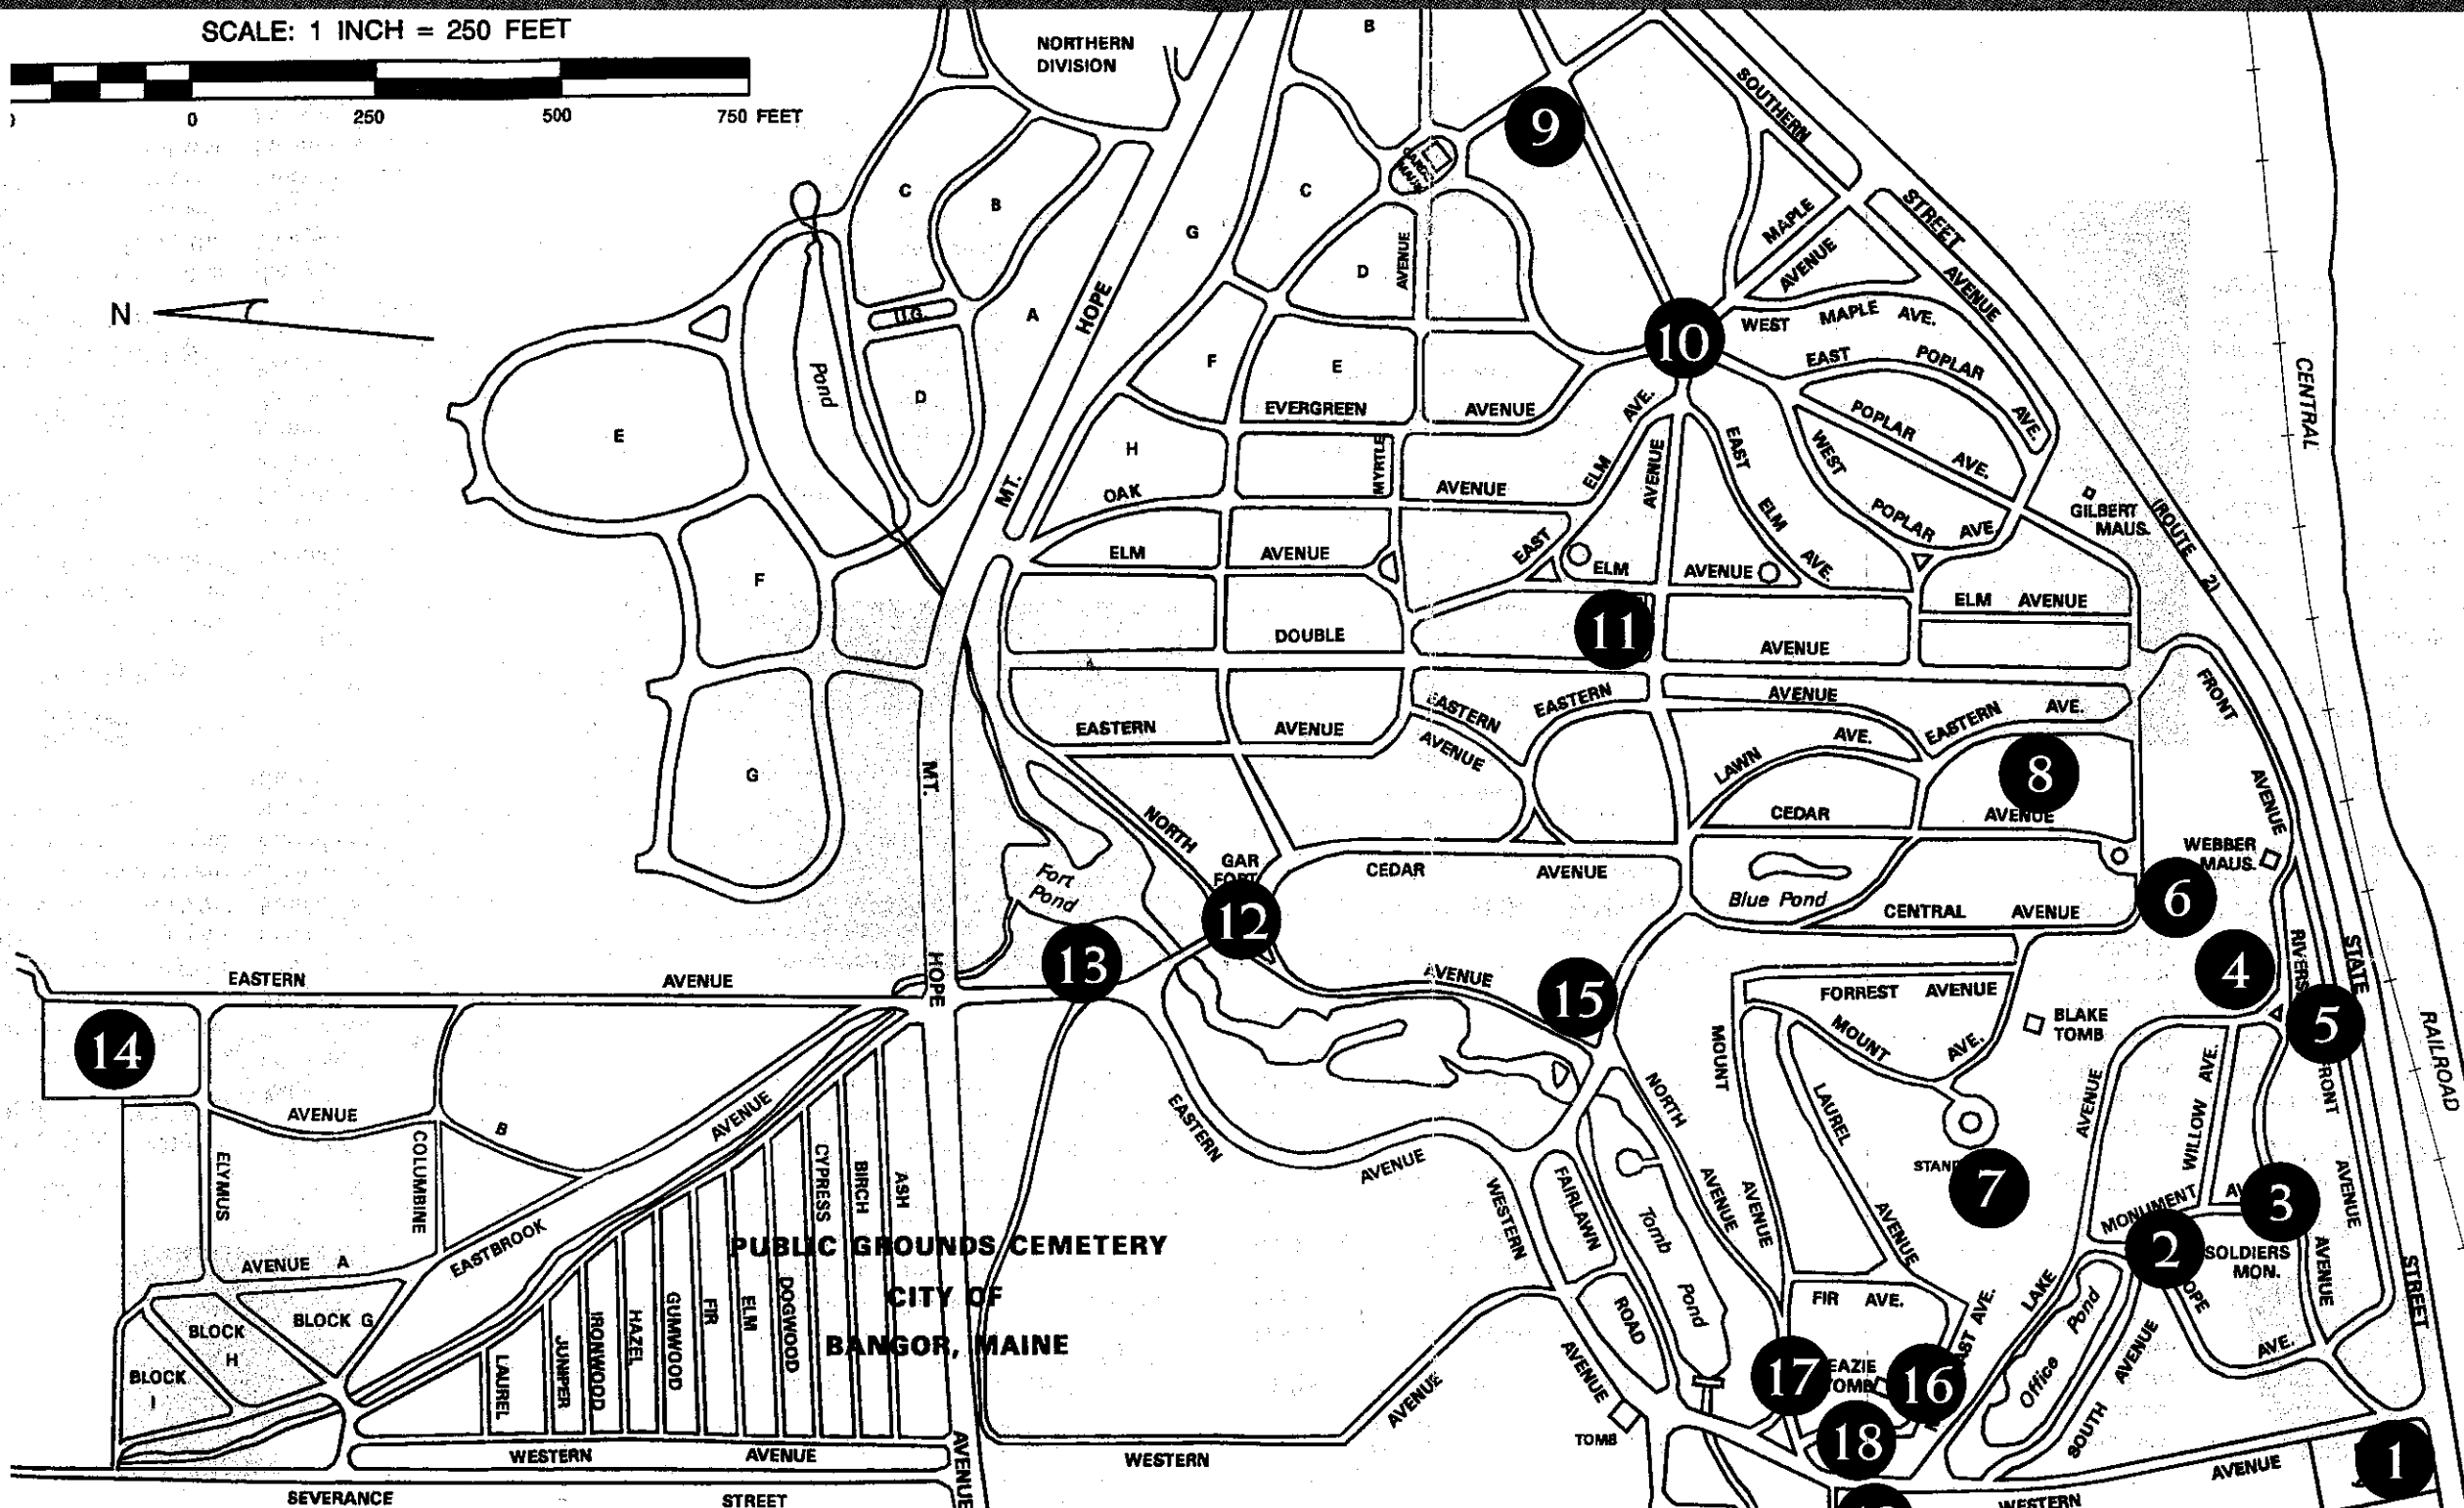 SCALE: 1 INCH = 250 FEET
0
250
500
750 FEET
NORTHERN
DIVISION
B
SOUTHERN
STREET
9
C
B
C
G
MAPLE
AVENUE
AVENUE
N
A
MT.
HOPE
D
AVENUE
10
WEST MAPLE AVE.
EAST POPLAR
AVE.
CENTRAL
Pond
E
D
F
E
EVERGREEN AVENUE
ELM
AVE.
AVENUE
EAST
ELM
AVE.
POPLAR
AVE.
WEST
POPLAR
AVE
H
OAK
AVENUE
MYRTLE
GILBERT
MAUS.
(ROUTE 2)
ELM
AVENUE
EAST
ELM
AVENUE
ELM AVENUE
F
DOUBLE
11
AVENUE
EASTERN
AVENUE
EASTERN
AVENUE
EASTERN
AVENUE
EASTERN
AVE.
FRONT
AVENUE
G
MT.
HOPE
AVENUE
LAWN
AVE.
8
CEDAR
AVENUE
NORTH
AVENUE
GAR
FORT
CEDAR
AVENUE
WEBBER
MAUS.
Fort
Pond
Blue Pond
CENTRAL AVENUE
6
12
13
15
4
5
STATE
STREET
RAILROAD
EASTERN
AVENUE
FORREST AVENUE
MOUNT
AVE.
BLAKE
TOMB
14
AVENUE
B
ELYMUS
COLUMBINE
AVENUE A
EASTBROOK
AVENUE
CYPRESS
BIRCH
ASH
EASTERN
AVENUE
WESTERN
AVENUE
FAIRLAWN
ROAD
Tomb
Pond
NORTH
AVENUE
MOUNT
AVENUE
LAUREL
AVENUE
7
AVENUE
LAKE
WILLOW
AVE.
MONUMENT
3
2
SOLDIERS
MON.
FRONT
AVENUE
AVENUE
PUBLIC GROUNDS CEMETERY
CITY OF
BANGOR, MAINE
BLOCK G
BLOCK
H
BLOCK
I
LAUREL
JUNIPER
IRONWOOD
HAZEL
GUMWOOD
FIR
ELM
DOGWOOD
FIR AVE.
Office
Pond
SOUTH
AVENUE
AVE.
17
16
18
TOMB
WESTERN
AVENUE
WESTERN
AVENUE
AVENUE
1
SEVERANCE
STREET
WESTERN